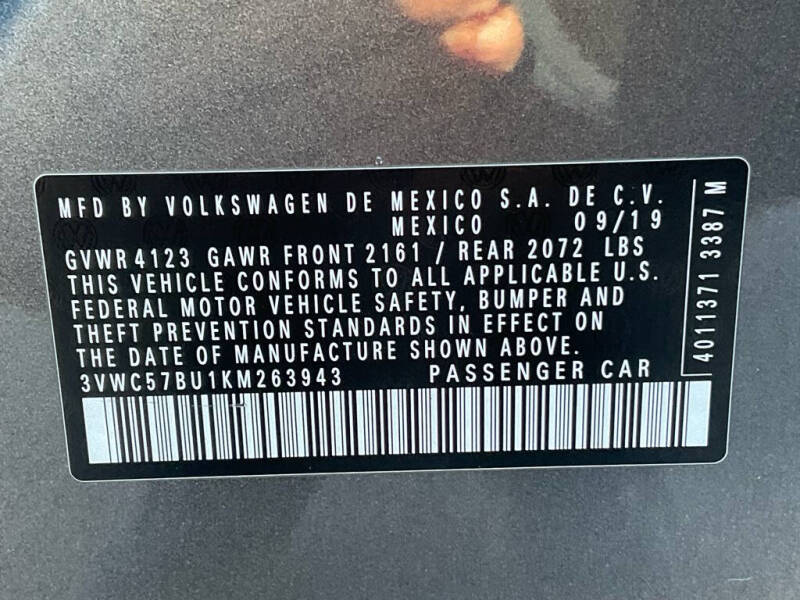 MFD BY VOLKSWAGEN DE MEXICO S.A. DE C.V.
MEXICO 09/19
GVWR 4123 GAWR FRONT 2161 / REAR 2072 LBS
THIS VEHICLE CONFORMS TO ALL APPLICABLE U.S.
FEDERAL MOTOR VEHICLE SAFETY, BUMPER AND
THEFT PREVENTION STANDARDS IN EFFECT ON
THE DATE OF MANUFACTURE SHOWN ABOVE.
3VWC57BU1KM263943 PASSENGER CAR
4011371 3387 M